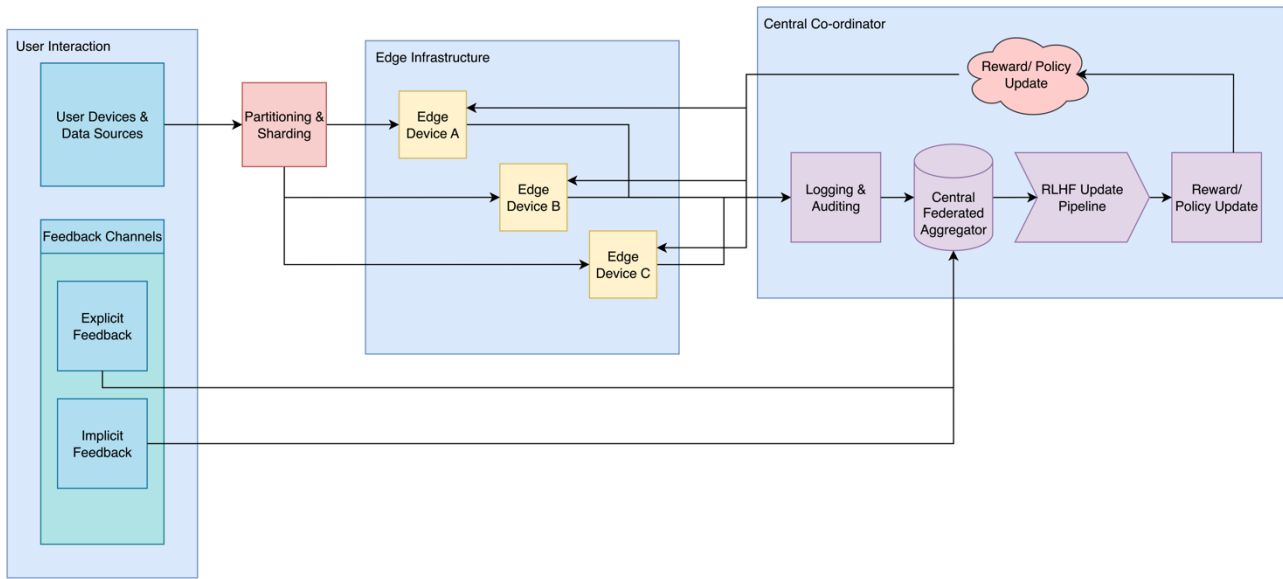 User Interaction
User Devices &
Data Sources
Feedback Channels
Explicit
Feedback
Implicit
Feedback
Partitioning &
Sharding
Edge Infrastructure
Edge
Device A
Edge
Device B
Edge
Device C
Central Co-ordinator
Reward/ Policy
Update
Logging &
Auditing
Central
Federated
Aggregator
RLHF Update
Pipeline
Reward/
Policy Update